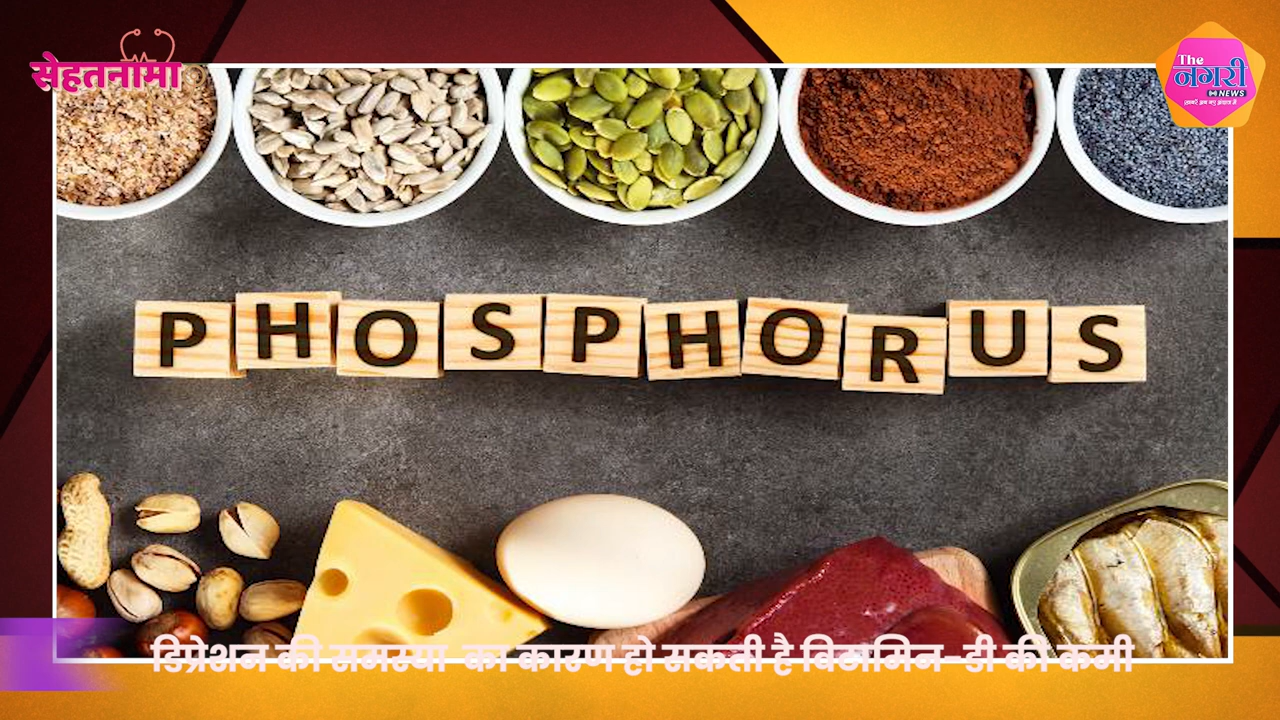 सेहतनामा
The
नगरी
NEWS
PHOSPHORUS
डिप्रेशन की समस्या का कारण हो सकती है विटामिन- डी की कमी